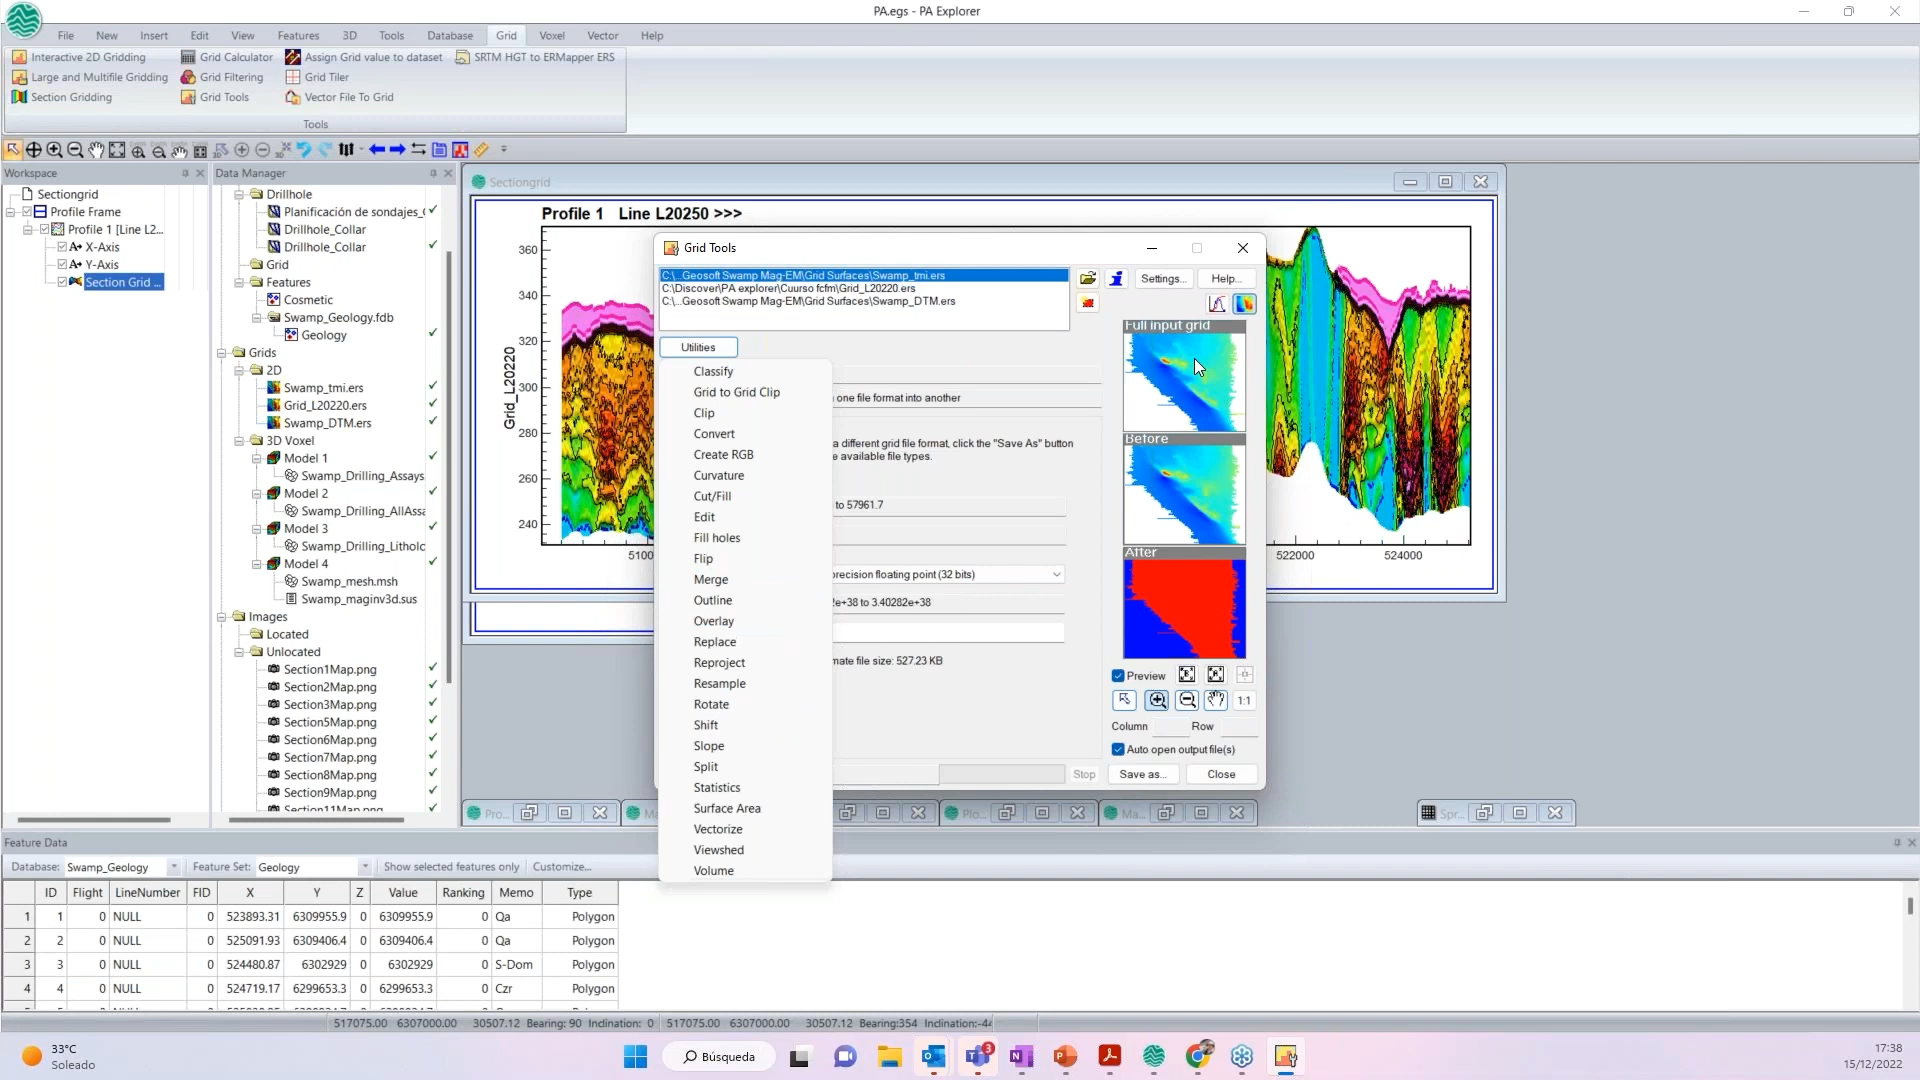 PA.egs - PA Explorer
File New Insert Edit View Features 3D Tools Database Grid Voxel Vector Help
Interactive 2D Gridding Grid Calculator Assign Grid value to dataset SRTM HGT to ERMapper ERS
Large and Multifile Gridding Grid Filtering Grid Tiler
Section Gridding Grid Tools Vector File To Grid
Tools
Workspace
Sectiongrid
Profile Frame
Profile 1 [Line L2...
X-Axis
Y-Axis
Section Grid ...
Data Manager
Drillhole
Planificación de sondajes_
Drillhole_Collar
Drillhole_Collar
Grid
Features
Cosmetic
Swamp_Geology.fdb
Geology
Grids
2D
Swamp_tmi.ers
Grid_L20220.ers
Swamp_DTM.ers
3D Voxel
Model 1
Swamp_Drilling_Assays
Model 2
Swamp_Drilling_AllAssa
Model 3
Swamp_Drilling_Litholc
Model 4
Swamp_mesh.msh
Swamp_maginv3d.sus
Images
Located
Unlocated
Section1Map.png
Section2Map.png
Section3Map.png
Section5Map.png
Section6Map.png
Section7Map.png
Section8Map.png
Section9Map.png
Section11Map.png
Sectiongrid
Profile 1 Line L20250 >>>
Grid_L20220
360
340
320
300
280
260
240
5100
522000
524000
Grid Tools
C:\...Geosoft Swamp Mag-EM\Grid Surfaces\Swamp_tmi.ers
C:\Discover\PA explorer\Cuurso fcfm\Grid_L20220.ers
C:\...Geosoft Swamp Mag-EM\Grid Surfaces\Swamp_DTM.ers
Settings... Help...
Utilities
Classify
Grid to Grid Clip
Clip
Convert
Create RGB
Curvature
Cut/Fill
Edit
Fill holes
Flip
Merge
Outline
Overlay
Replace
Reproject
Resample
Rotate
Shift
Slope
Split
Statistics
Surface Area
Vectorize
Viewshed
Volume
one file format into another
a different grid file format, click the "Save As" button
available file types.
to 57961.7
precision floating point (32 bits)
e+38 to 3.40282e+38
mate file size: 527.23 KB
Full input grid
Before
After
Preview
1:1
Column Row
Auto open output file(s)
Stop Save as... Close
Pro... Ma Plo... Ma... Spr...
Feature Data
Database: Swamp_Geology Feature Set: Geology Show selected features only Customize...
ID Flight LineNumber FID X Y Z Value Ranking Memo Type
1 1 0 NULL 0 523893.31 6309955.9 0 6309955.9 0 Qa Polygon
2 2 0 NULL 0 525091.93 6309406.4 0 6309406.4 0 Qa Polygon
3 3 0 NULL 0 524480.87 6302929 0 6302929 0 S-Dom Polygon
4 4 0 NULL 0 524719.17 6299653.3 0 6299653.3 0 Czr Polygon
517075.00 6307000.00 30507.12 Bearing: 90 Inclination: 0 517075.00 6307000.00 30507.12 Bearing:354 Inclination:-44
33°C
Soleado
Búsqueda
3
17:38
15/12/2022